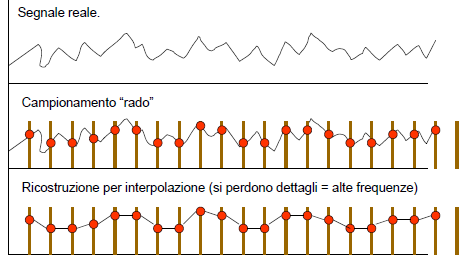 Segnale reale.
Campionamento “rado”
Ricostruzione per interpolazione (si perdono dettagli = alte frequenze)